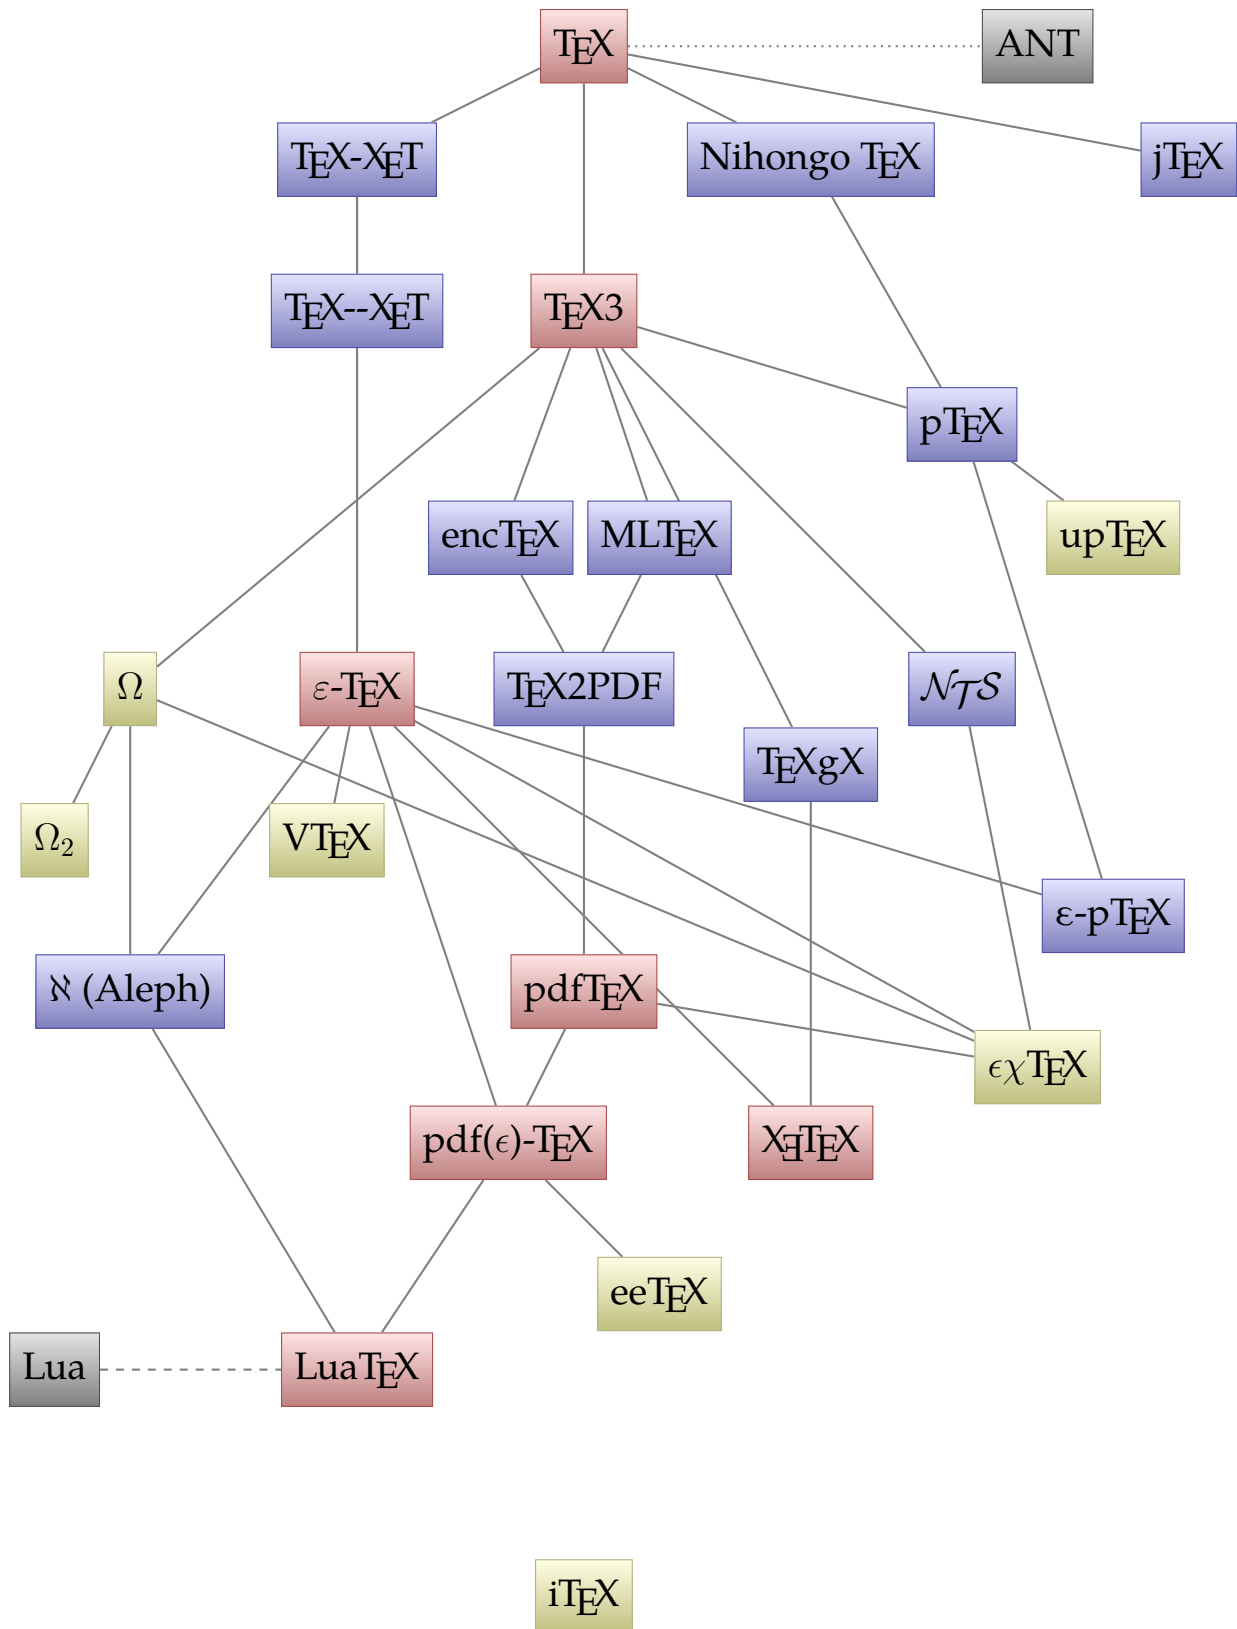 TEX
ANT
TEX-XET
Nihongo TEX
jTEX
TEX--XET
TEX3
pTEX
encTEX
MLTEX
upTEX
Ω
ε-TEX
TEX2PDF
NTS
TEXgX
Ω₂
VTEX
ε-pTEX
ℵ (Aleph)
pdfTEX
ϵχTEX
pdf(ϵ)-TEX
XƎTEX
eeTEX
Lua
LuaTEX
iTEX